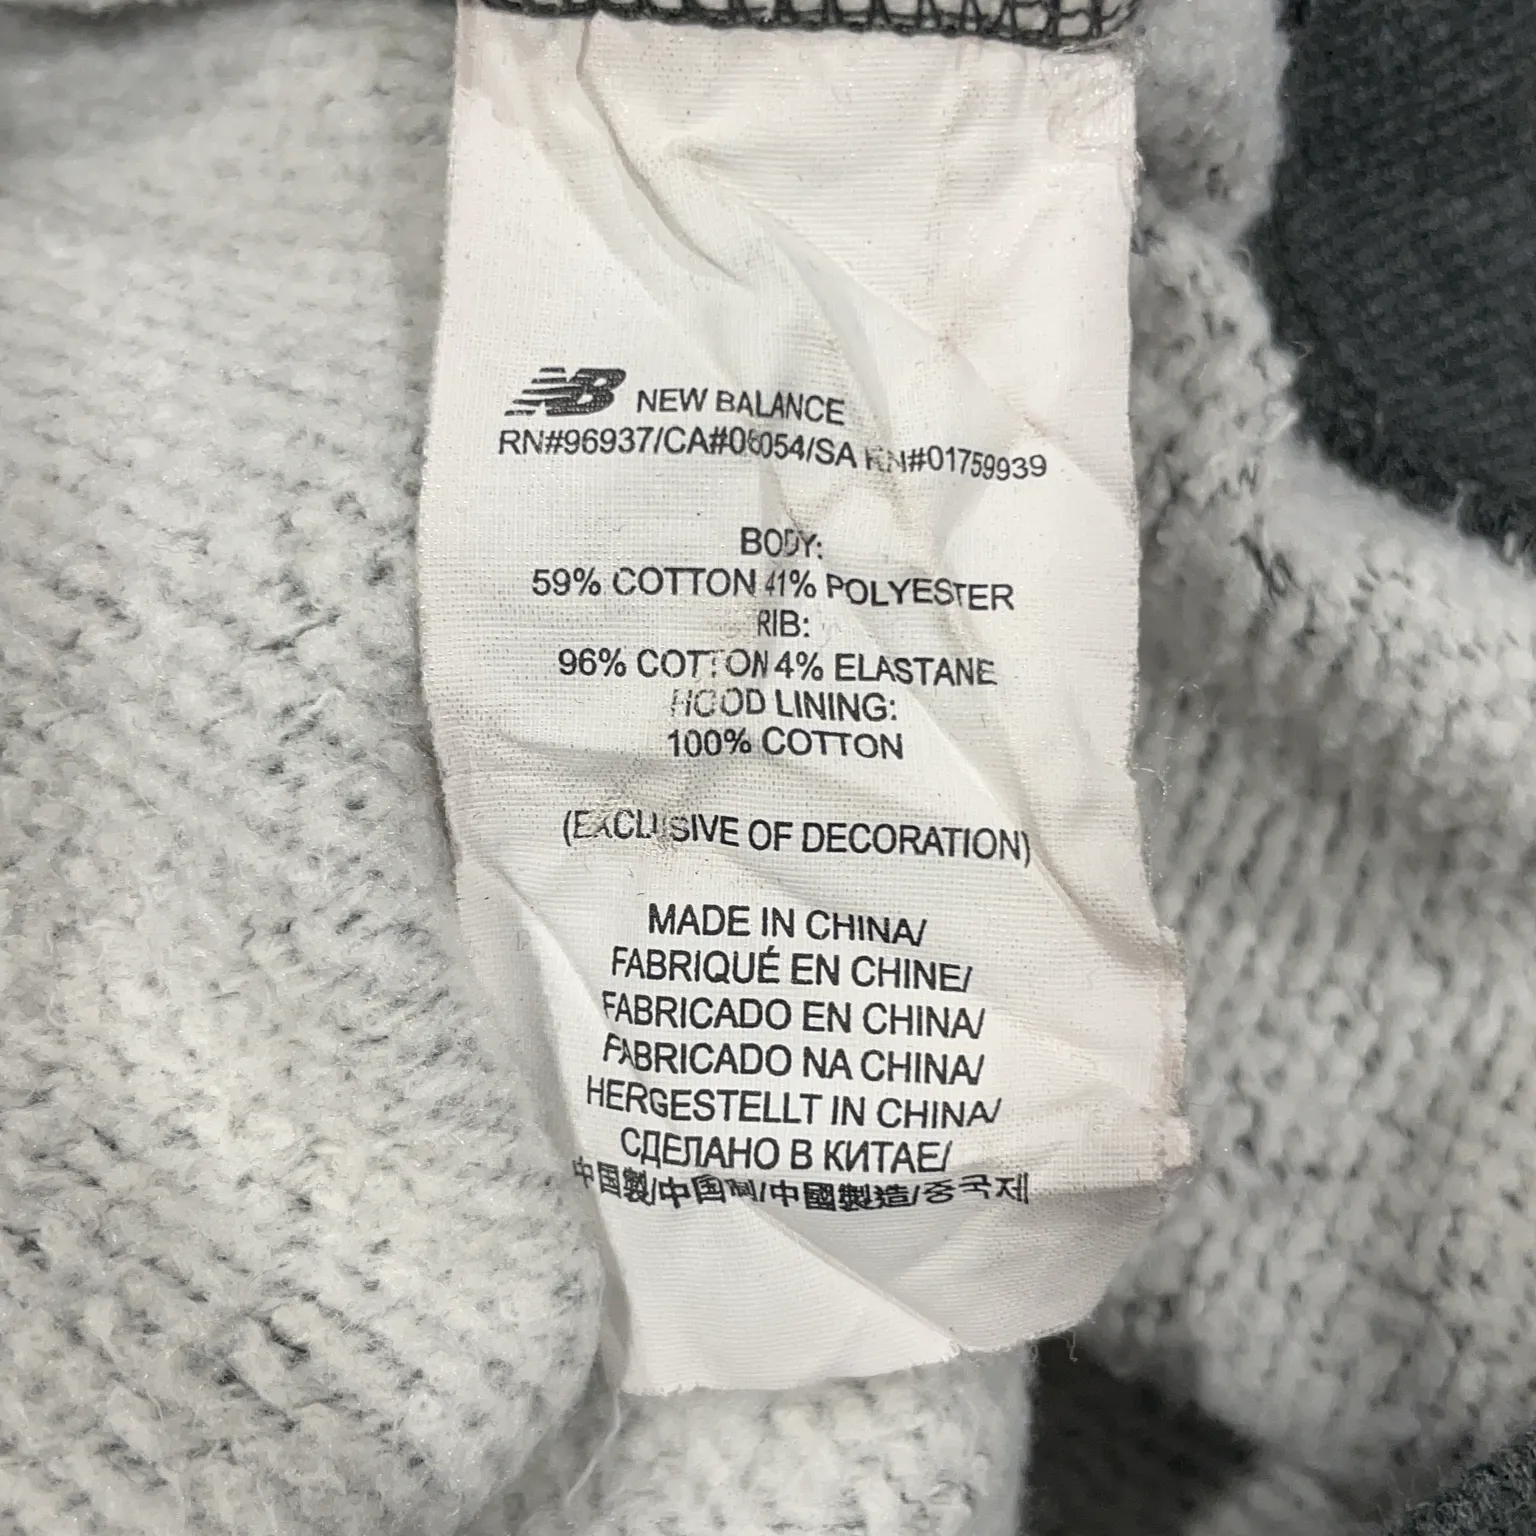 NB NEW BALANCE
RN#96937/CA#06054/SA RN#01759939
BODY:
59% COTTON 41% POLYESTER
RIB:
96% COTTON 4% ELASTANE
HOOD LINING:
100% COTTON
(EXCLUSIVE OF DECORATION)
MADE IN CHINA/
FABRIQUÉ EN CHINE/
FABRICADO EN CHINA/
FABRICADO NA CHINA/
HERGESTELLT IN CHINA/
СДЕЛАНО В КИТАЕ/
中国製/中国制/中國製造/중국제